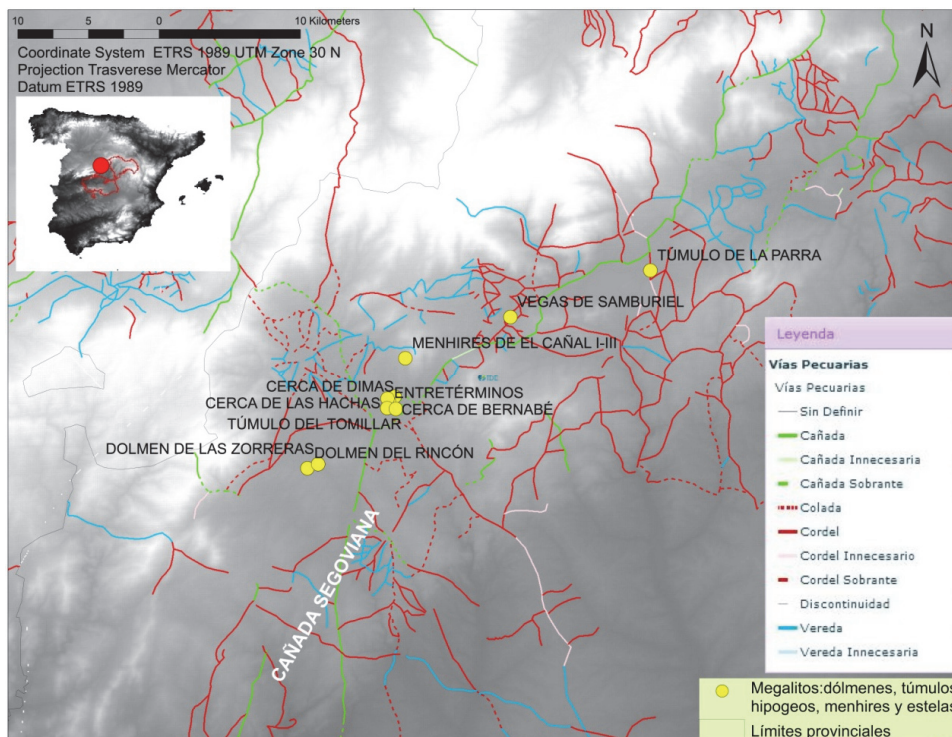 10 5 0 10 Kilometers
Coordinate System ETRS 1989 UTM Zone 30 N
Projection Trasverese Mercator
Datum ETRS 1989
N
TÚMULO DE LA PARRA
VEGAS DE SAMBURIEL
MENHIRES DE EL CAÑAL I-III
CERCA DE DIMAS
ENTRETÉRMINOS
CERCA DE LAS HACHAS
CERCA DE BERNABÉ
TÚMULO DEL TOMILLAR
DOLMEN DE LAS ZORRERAS
DOLMEN DEL RINCÓN
CAÑADA SEGOVIANA
Leyenda
Vías Pecuarias
Vías Pecuarias
Sin Definir
Cañada
Cañada Innecesaria
Cañada Sobrante
Colada
Cordel
Cordel Innecesario
Cordel Sobrante
Discontinuidad
Vereda
Vereda Innecesaria
Megalitos:dólmenes, túmulos
hipogeos, menhires y estelas
Límites provinciales